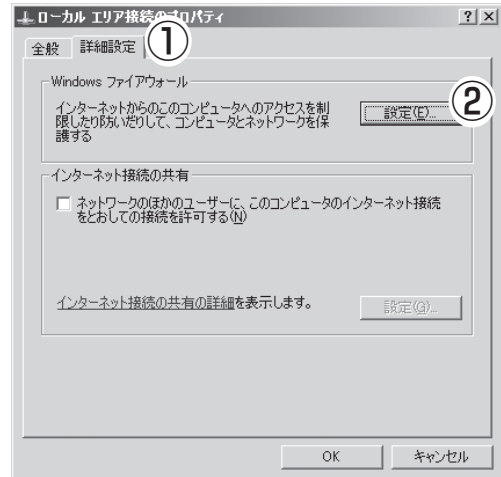 ローカル エリア接続のプロパティ
? ×
全般 詳細設定 ①
Windows ファイアウォール
インターネットからのこのコンピュータへのアクセスを制
限したり防いだりして、コンピュータとネットワークを保
護する
設定(E)... ②
インターネット接続の共有
ネットワークのほかのユーザーに、このコンピュータのインターネット接続
をとおしての接続を許可する(N)
インターネット接続の共有の詳細を表示します。
設定(G)...
OK キャンセル